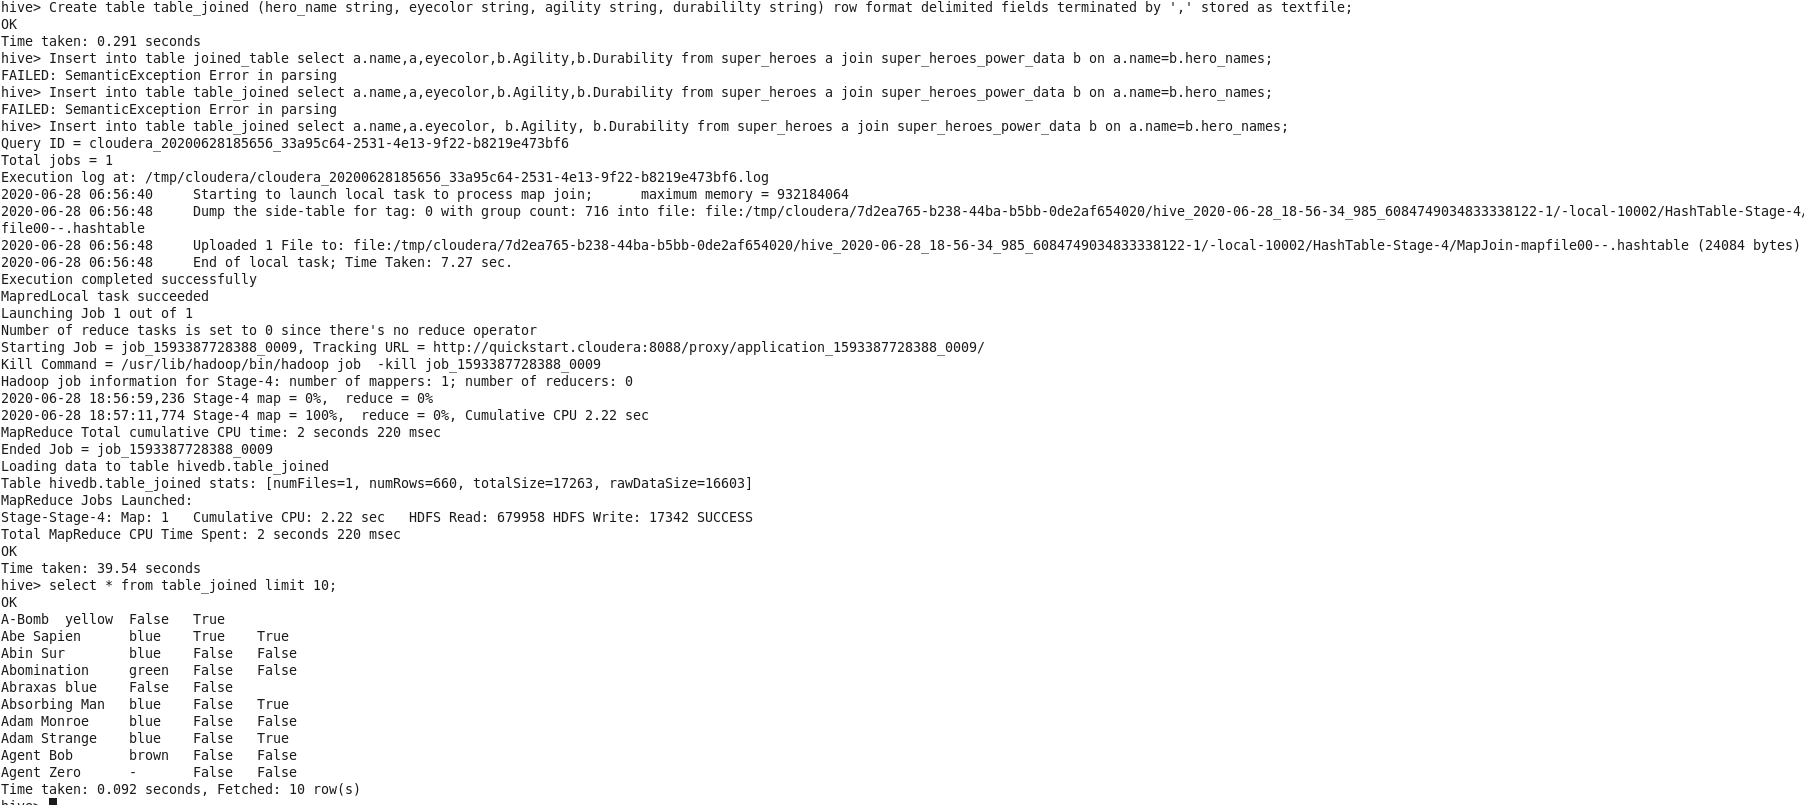 hive> Create table table_joined (hero_name string, eyecolor string, agility string, durabililty string) row format delimited fields terminated by ',' stored as textfile;
OK
Time taken: 0.291 seconds
hive> Insert into table joined_table select a.name,a,eyecolor,b.Agility,b.Durability from super_heroes a join super_heroes_power_data b on a.name=b.hero_names;
FAILED: SemanticException Error in parsing
hive> Insert into table table_joined select a.name,a,eyecolor,b.Agility,b.Durability from super_heroes a join super_heroes_power_data b on a.name=b.hero_names;
FAILED: SemanticException Error in parsing
hive> Insert into table table_joined select a.name,a.eyecolor, b.Agility, b.Durability from super_heroes a join super_heroes_power_data b on a.name=b.hero_names;
Query ID = cloudera_20200628185656_33a95c64-2531-4e13-9f22-b8219e473bf6
Total jobs = 1
Execution log at: /tmp/cloudera/cloudera_20200628185656_33a95c64-2531-4e13-9f22-b8219e473bf6.log
2020-06-28 06:56:40     Starting to launch local task to process map join;      maximum memory = 932184064
2020-06-28 06:56:48     Dump the side-table for tag: 0 with group count: 716 into file: file:/tmp/cloudera/7d2ea765-b238-44ba-b5bb-0de2af654020/hive_2020-06-28_18-56-34_985_6084749034833338122-1/-local-10002/HashTable-Stage-4/
file00--.hashtable
2020-06-28 06:56:48     Uploaded 1 File to: file:/tmp/cloudera/7d2ea765-b238-44ba-b5bb-0de2af654020/hive_2020-06-28_18-56-34_985_6084749034833338122-1/-local-10002/HashTable-Stage-4/MapJoin-mapfile00--.hashtable (24084 bytes)
2020-06-28 06:56:48     End of local task; Time Taken: 7.27 sec.
Execution completed successfully
MapredLocal task succeeded
Launching Job 1 out of 1
Number of reduce tasks is set to 0 since there's no reduce operator
Starting Job = job_1593387728388_0009, Tracking URL = http://quickstart.cloudera:8088/proxy/application_1593387728388_0009/
Kill Command = /usr/lib/hadoop/bin/hadoop job  -kill job_1593387728388_0009
Hadoop job information for Stage-4: number of mappers: 1; number of reducers: 0
2020-06-28 18:56:59,236 Stage-4 map = 0%,  reduce = 0%
2020-06-28 18:57:11,774 Stage-4 map = 100%,  reduce = 0%, Cumulative CPU 2.22 sec
MapReduce Total cumulative CPU time: 2 seconds 220 msec
Ended Job = job_1593387728388_0009
Loading data to table hivedb.table_joined
Table hivedb.table_joined stats: [numFiles=1, numRows=660, totalSize=17263, rawDataSize=16603]
MapReduce Jobs Launched:
Stage-Stage-4: Map: 1   Cumulative CPU: 2.22 sec   HDFS Read: 679958 HDFS Write: 17342 SUCCESS
Total MapReduce CPU Time Spent: 2 seconds 220 msec
OK
Time taken: 39.54 seconds
hive> select * from table_joined limit 10;
OK
A-Bomb  yellow  False   True
Abe Sapien      blue    True    True
Abin Sur        blue    False   False
Abomination     green   False   False
Abraxas blue    False   False
Absorbing Man   blue    False   True
Adam Monroe     blue    False   False
Adam Strange    blue    False   True
Agent Bob       brown   False   False
Agent Zero      -       False   False
Time taken: 0.092 seconds, Fetched: 10 row(s)
hive>